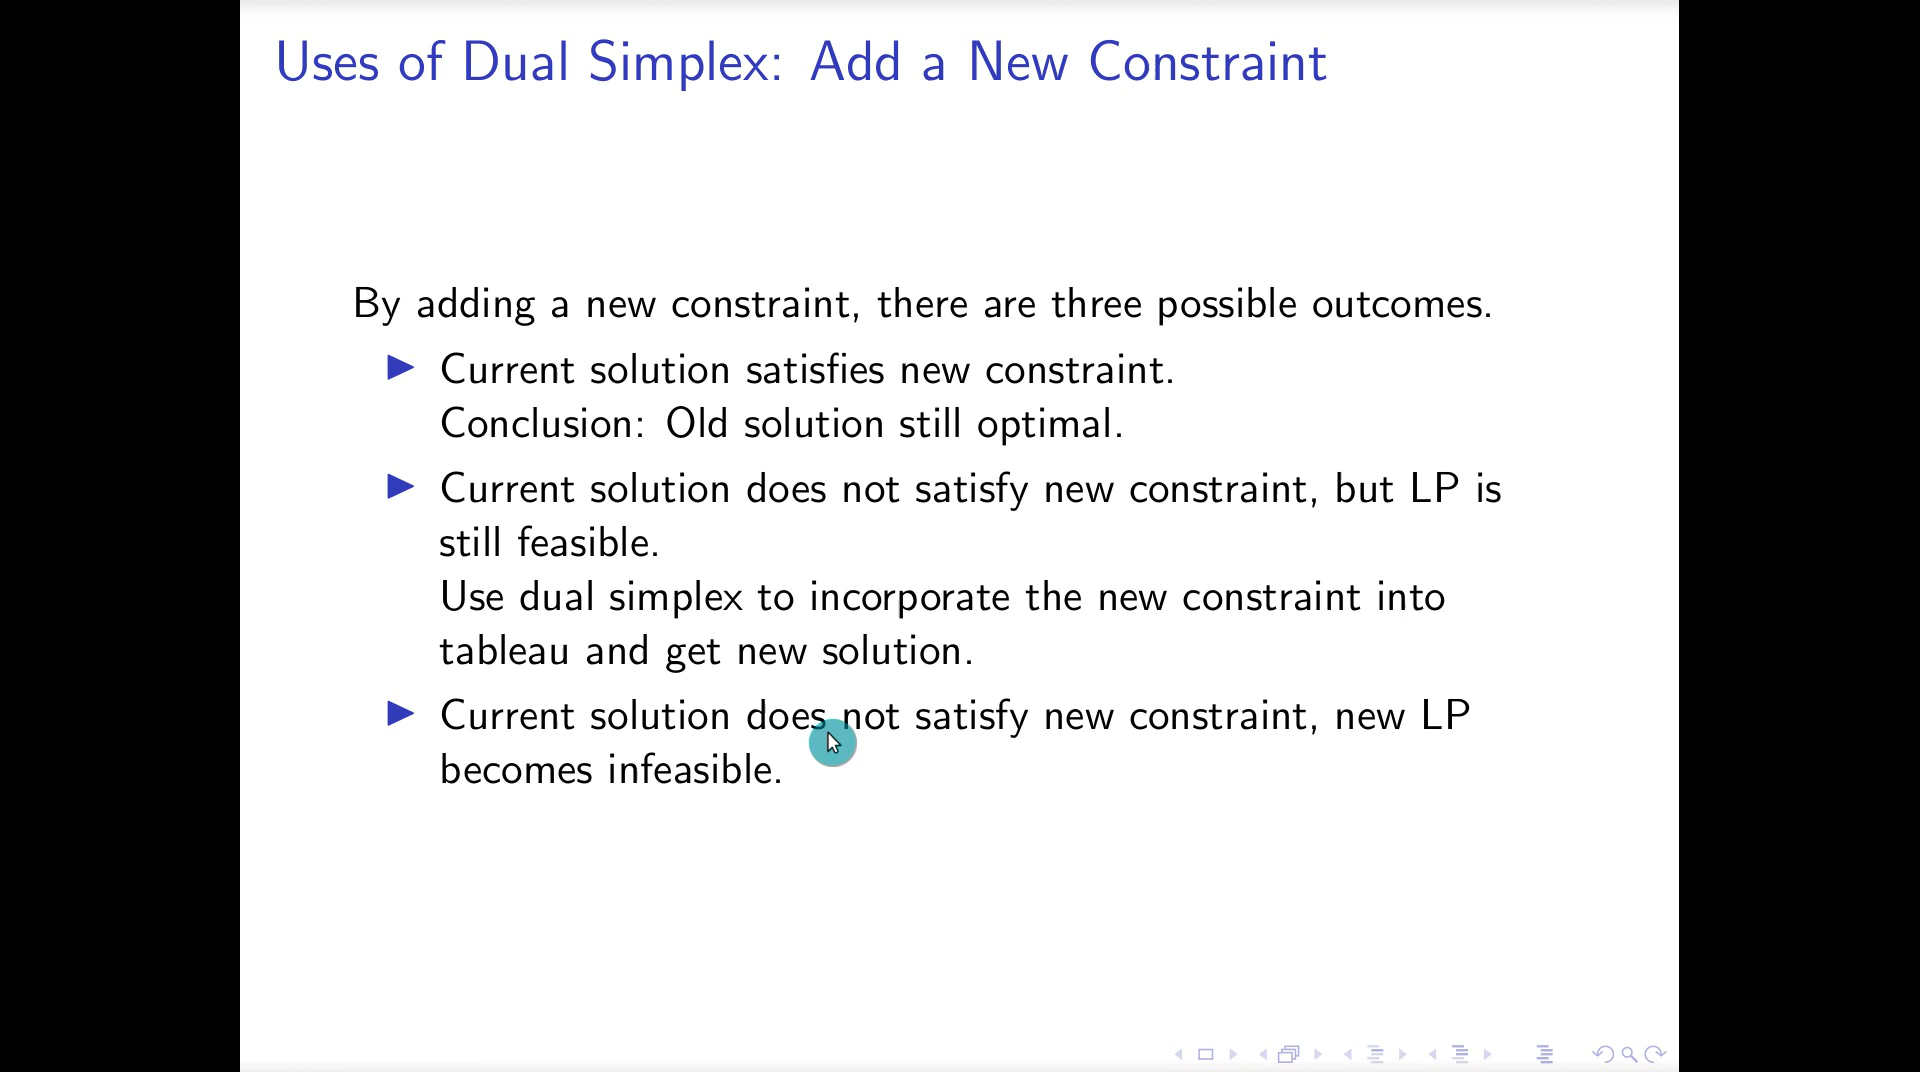 Uses of Dual Simplex: Add a New Constraint
By adding a new constraint, there are three possible outcomes.
Current solution satisfies new constraint.
Conclusion: Old solution still optimal.
Current solution does not satisfy new constraint, but LP is
still feasible.
Use dual simplex to incorporate the new constraint into
tableau and get new solution.
Current solution does not satisfy new constraint, new LP
becomes infeasible.